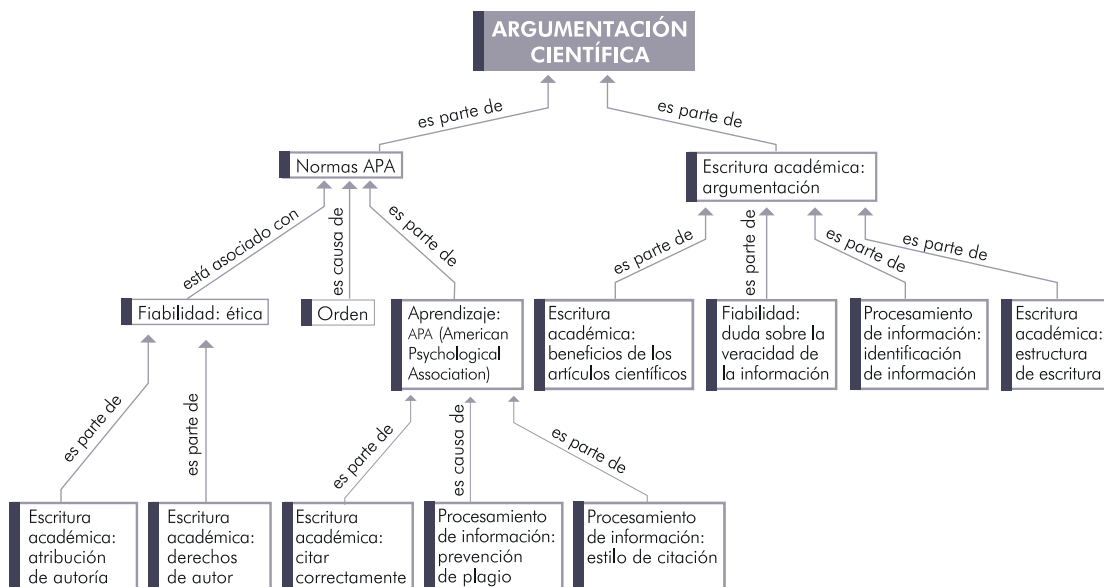 ARGUMENTACIÓN
CIENTÍFICA
es parte de
es parte de
Normas APA
Escritura académica:
argumentación
está asociado con
es causa de
es parte de
es parte de
es parte de
es parte de
es parte de
Fiabilidad: ética
Orden
Aprendizaje:
APA (American
Psychological
Association)
Escritura
académica:
beneficios de los
artículos científicos
Fiabilidad:
duda sobre la
veracidad de
la información
Procesamiento
de información:
identificación
de información
Escritura
académica:
estructura
de escritura
es parte de
es parte de
es parte de
es causa de
es parte de
Escritura
académica:
atribución
de autoría
Escritura
académica:
derechos
de autor
Escritura
académica:
citar
correctamente
Procesamiento
de información:
prevención
de plagio
Procesamiento
de información:
estilo de citación